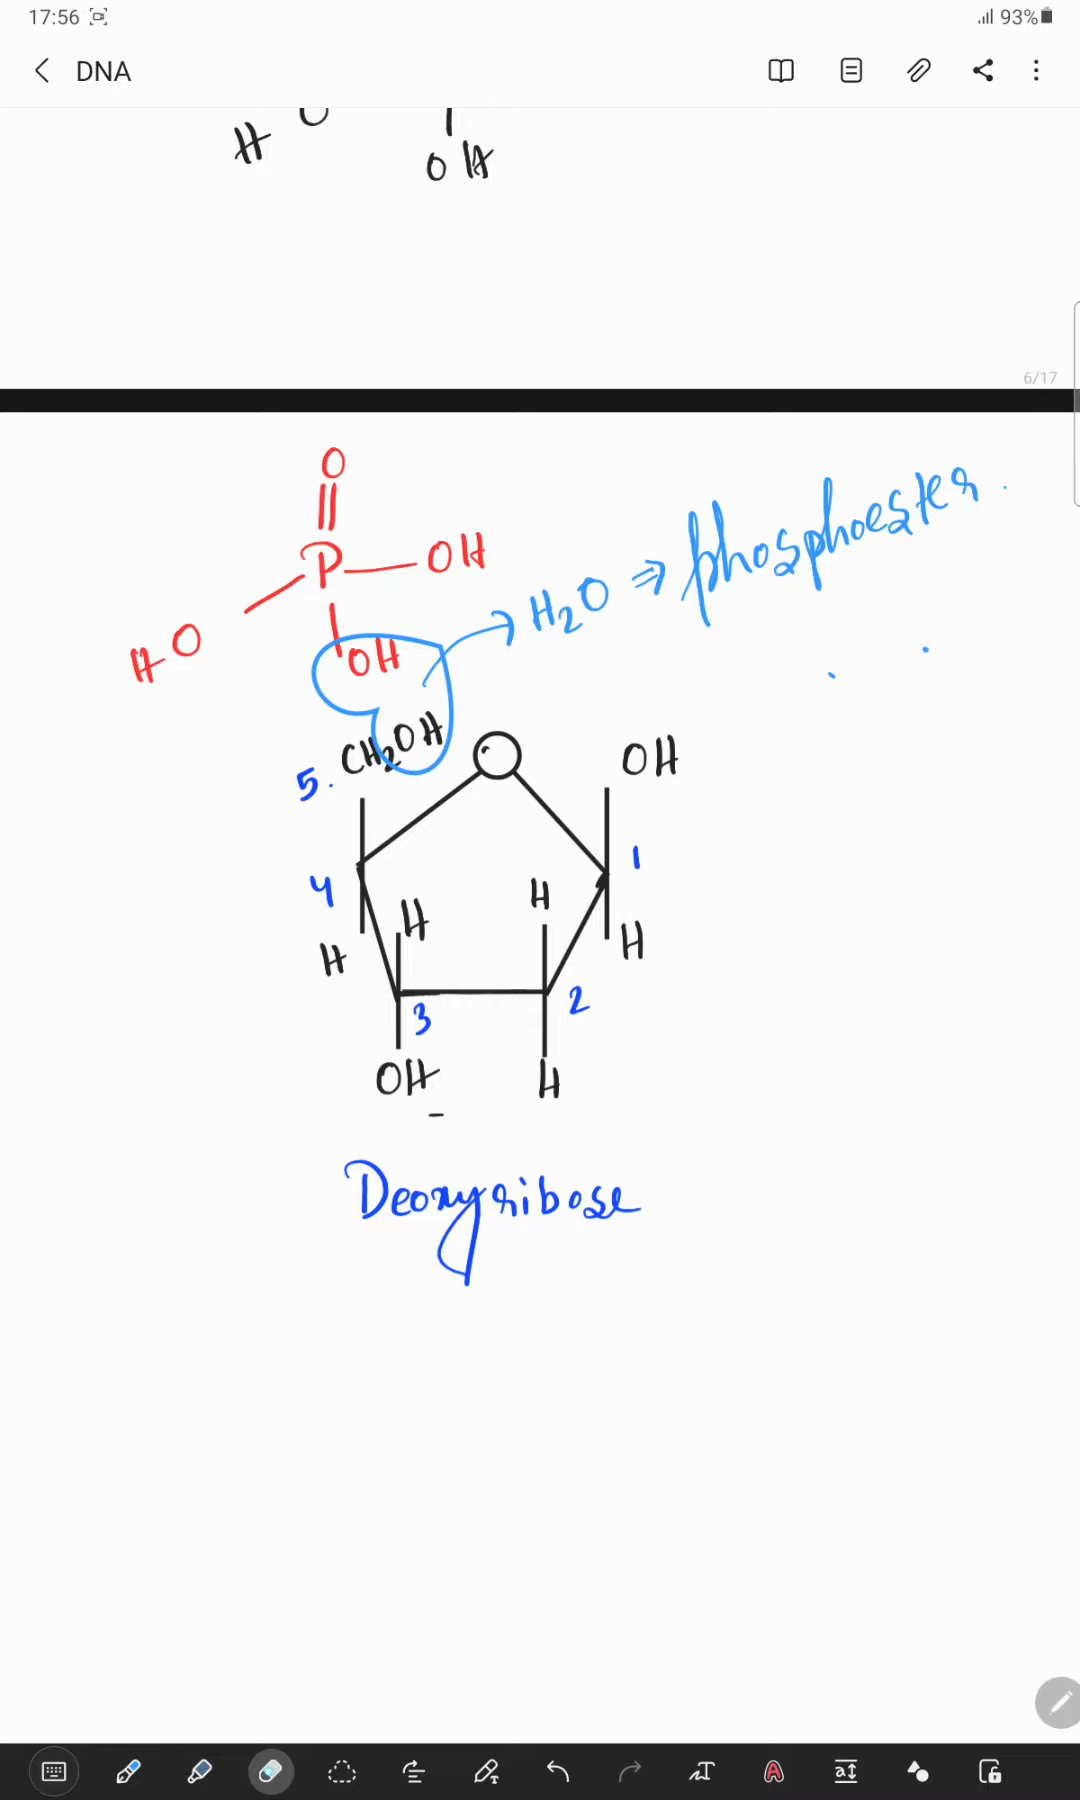 17:56
93%
DNA
H O
OH
6/17
O
P
OH
HO
OH
H2O ⇒ phosphoester.
5. CH2OH
OH
4
1
H
H
H
H
3
2
OH
H
Deoxyribose